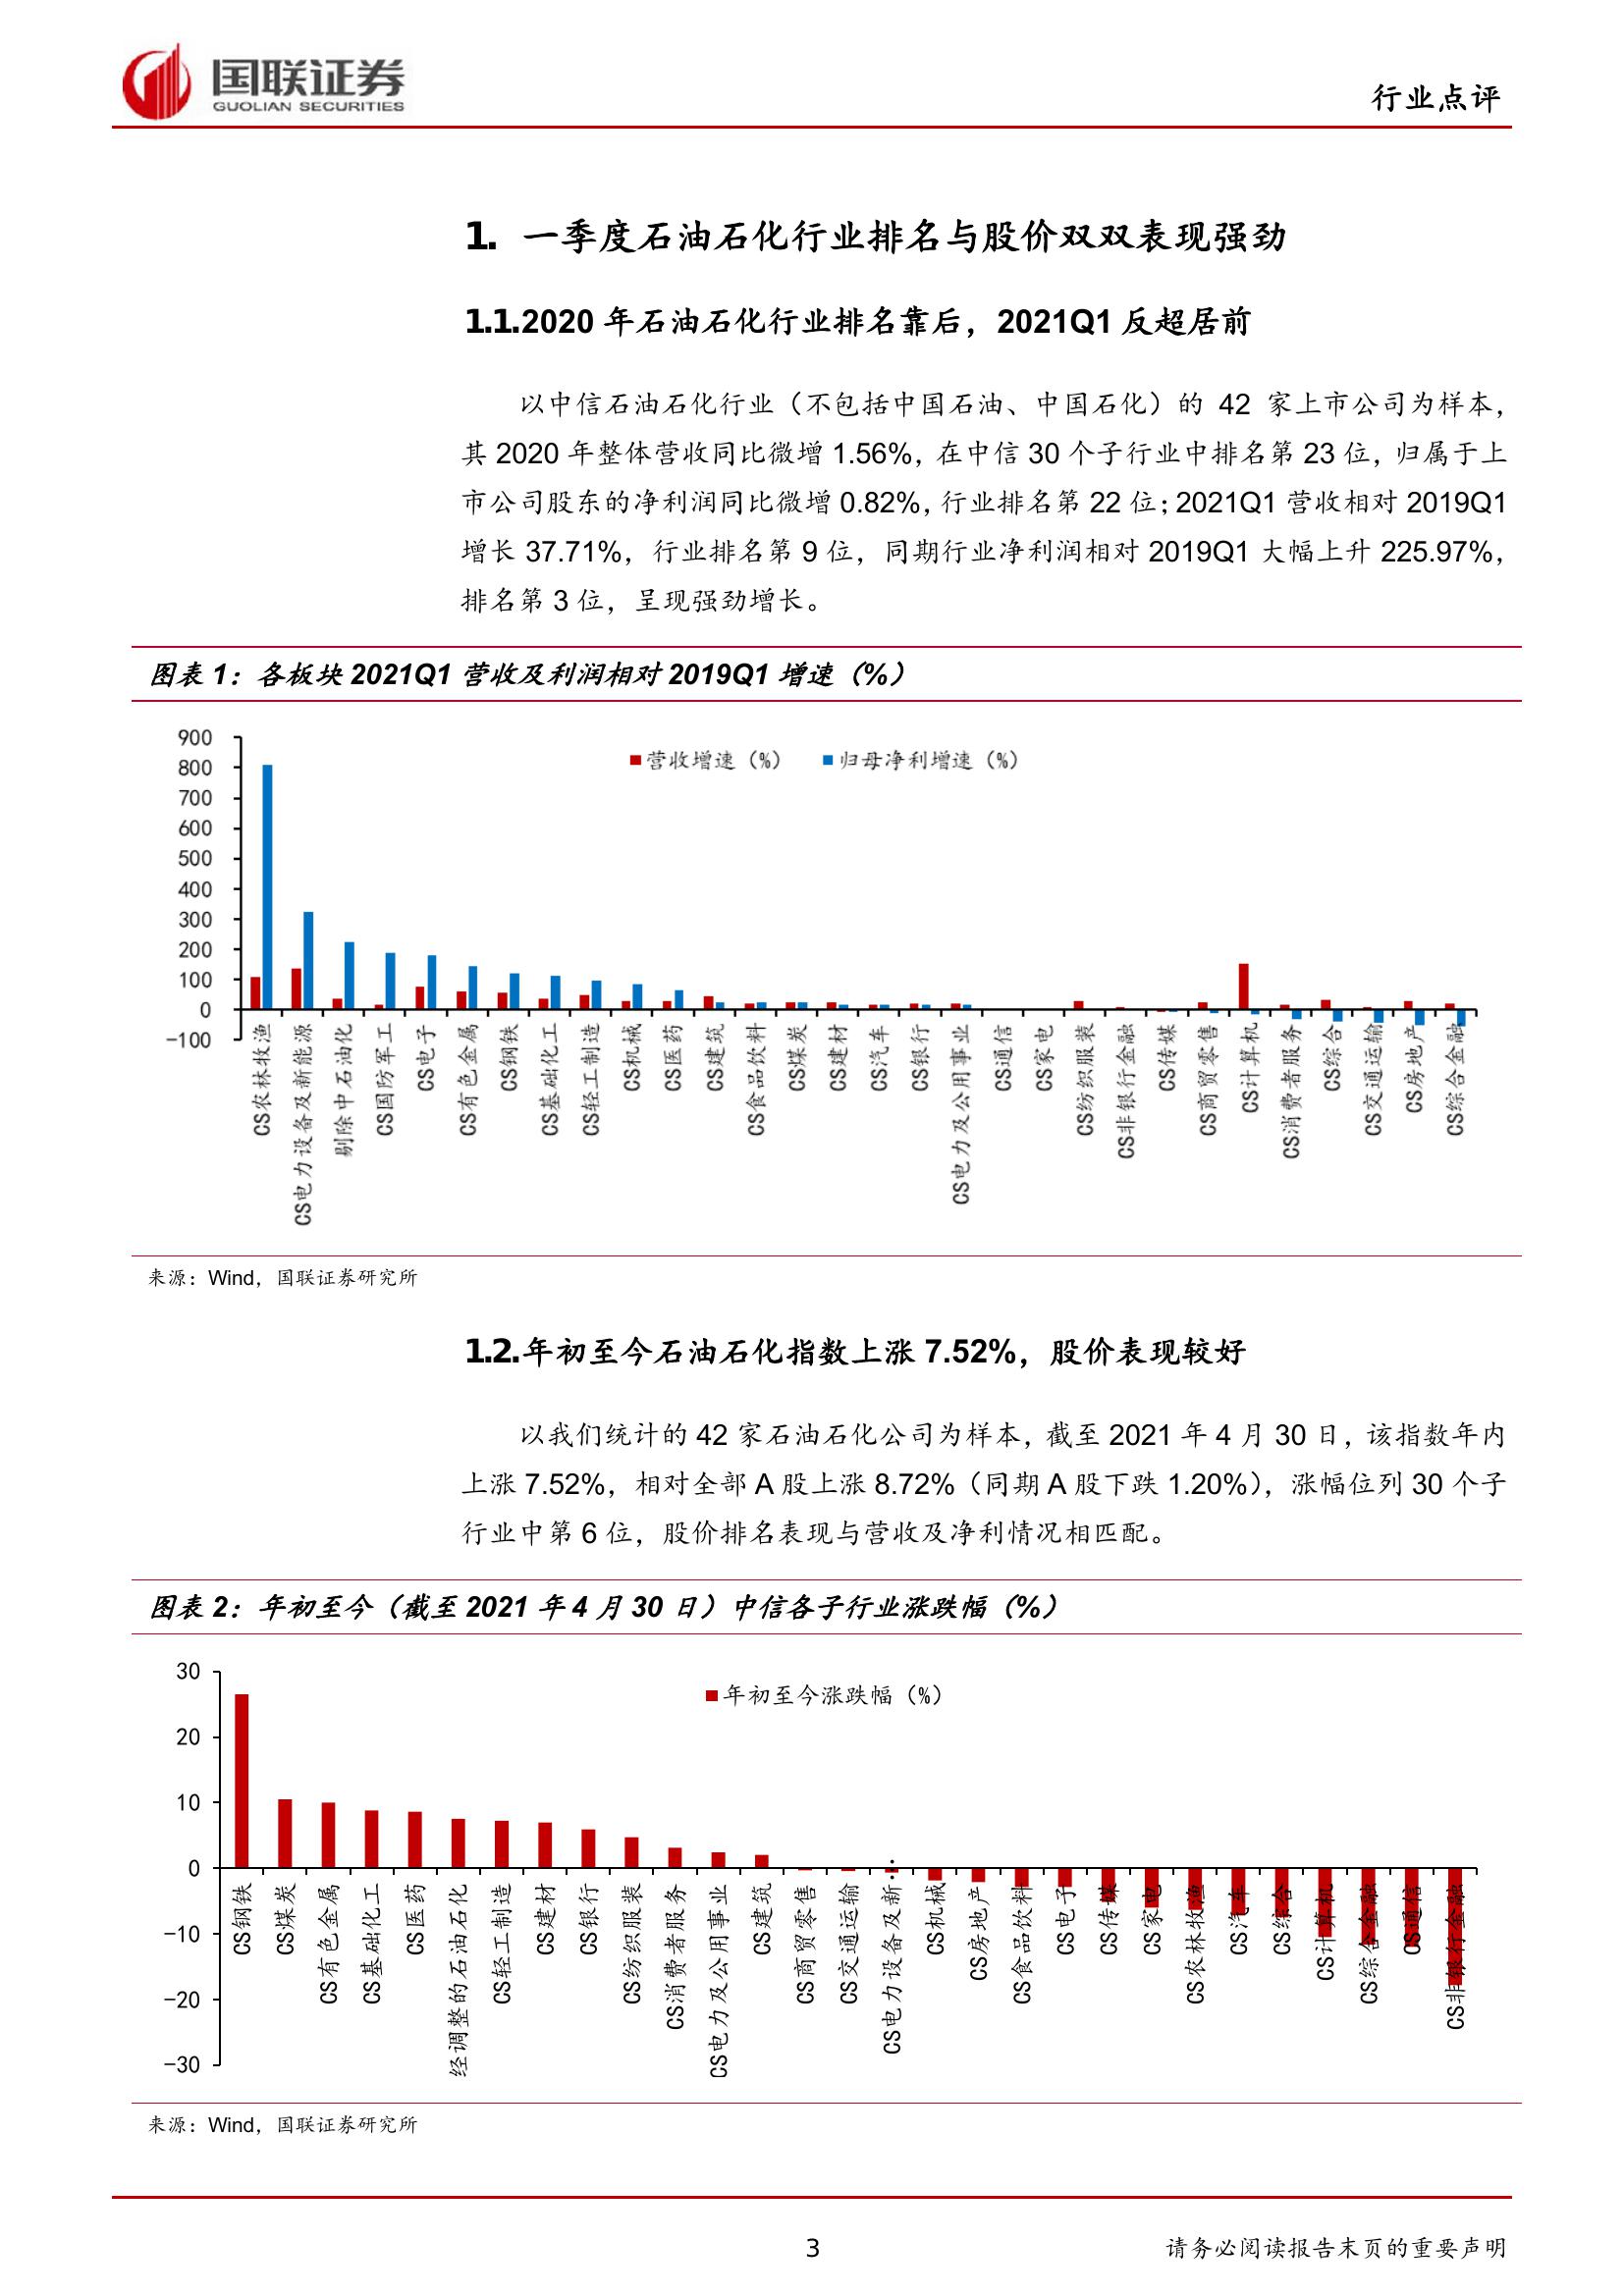 国联证券
GUOLIAN SECURITIES
行业点评
1. 一季度石油石化行业排名与股价双双表现强劲
1.1.2020 年石油石化行业排名靠后，2021Q1 反超居前
以中信石油石化行业（不包括中国石油、中国石化）的 42 家上市公司为样本，
其 2020 年整体营收同比微增 1.56%，在中信 30 个子行业中排名第 23 位，归属于上
市公司股东的净利润同比微增 0.82%，行业排名第 22 位；2021Q1 营收相对 2019Q1
增长 37.71%，行业排名第 9 位，同期行业净利润相对 2019Q1 大幅上升 225.97%，
排名第 3 位，呈现强劲增长。
图表 1：各板块 2021Q1 营收及利润相对 2019Q1 增速（%）
营收增速（%） 归母净利增速（%）
900
800
700
600
500
400
300
200
100
0
-100
CS农林牧渔
CS电力设备及新能源
剔除中石油化
CS国防军工
CS电子
CS有色金属
CS钢铁
CS基础化工
CS轻工制造
CS机械
CS医药
CS建筑
CS食品饮料
CS煤炭
CS建材
CS汽车
CS银行
CS电力及公用事业
CS通信
CS家电
CS纺织服装
CS非银行金融
CS传媒
CS商贸零售
CS计算机
CS消费者服务
CS综合
CS交通运输
CS房地产
CS综合金融
来源：Wind，国联证券研究所
1.2.年初至今石油石化指数上涨 7.52%，股价表现较好
以我们统计的 42 家石油石化公司为样本，截至 2021 年 4 月 30 日，该指数年内
上涨 7.52%，相对全部 A 股上涨 8.72%（同期 A 股下跌 1.20%），涨幅位列 30 个子
行业中第 6 位，股价排名表现与营收及净利情况相匹配。
图表 2：年初至今（截至 2021 年 4 月 30 日）中信各子行业涨跌幅（%）
年初至今涨跌幅（%）
30
20
10
0
-10
-20
-30
CS钢铁
CS煤炭
CS有色金属
CS基础化工
CS医药
经调整的石油石化
CS轻工制造
CS建材
CS银行
CS纺织服装
CS消费者服务
CS电力及公用事业
CS建筑
CS商贸零售
CS交通运输
CS电力设备及新…
CS机械
CS房地产
CS食品饮料
CS电子
CS传媒
CS家电
CS农林牧渔
CS汽车
CS综合
CS计算机
CS综合金融
CS通信
CS非银行金融
来源：Wind，国联证券研究所
3
请务必阅读报告末页的重要声明